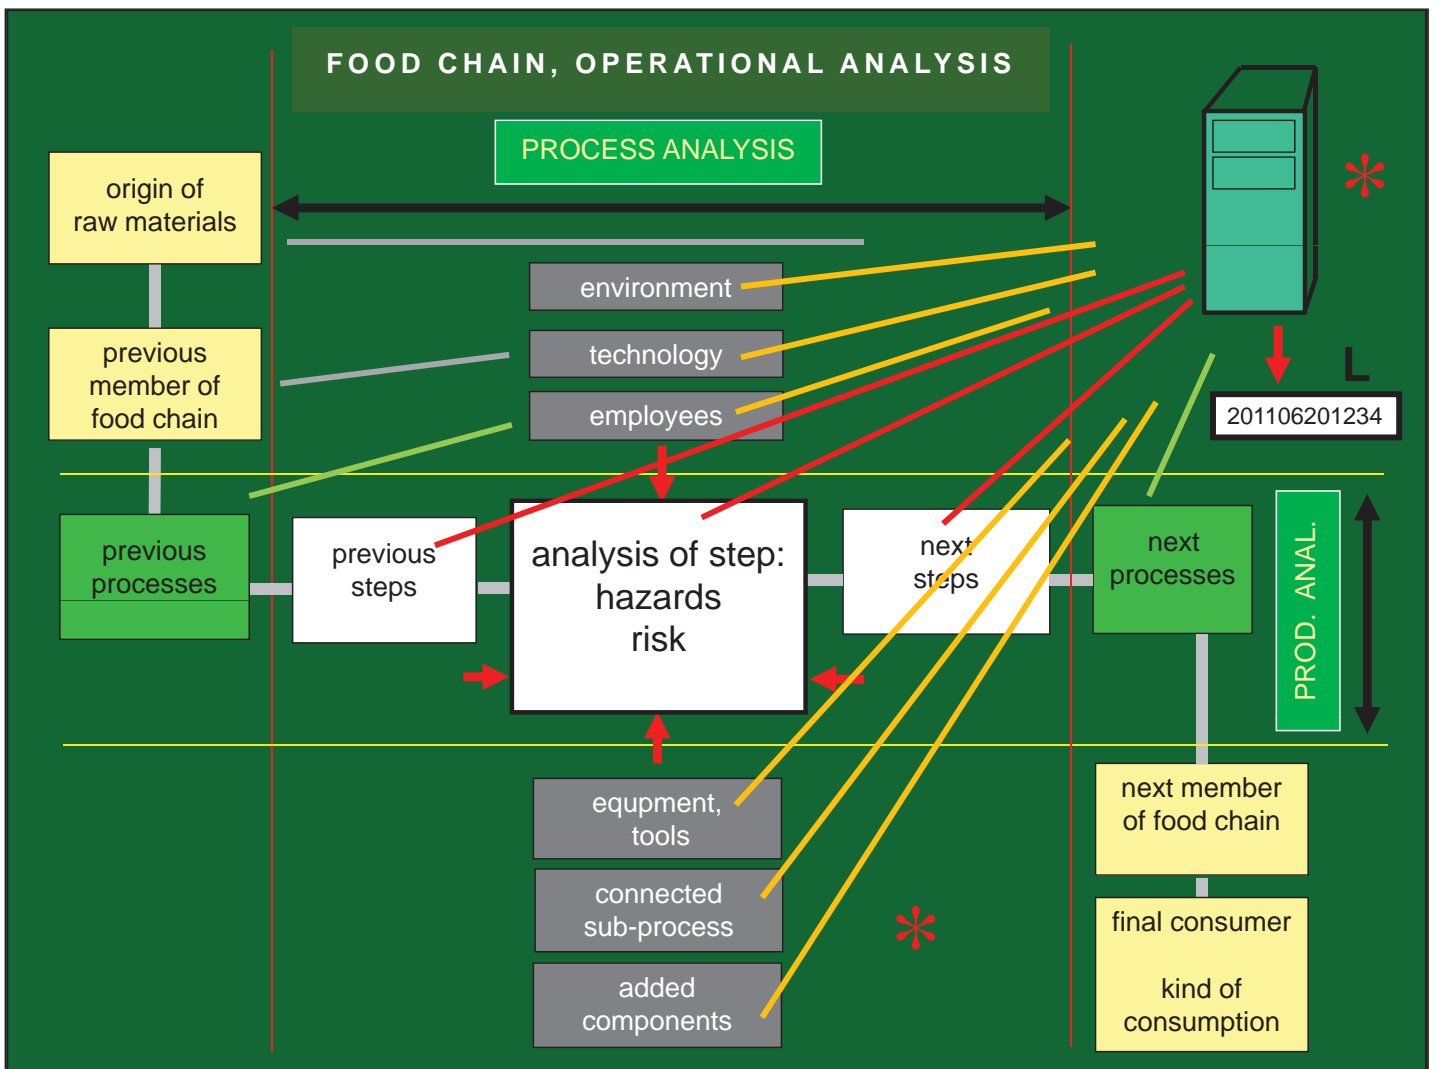 FOOD CHAIN, OPERATIONAL ANALYSIS
PROCESS ANALYSIS
origin of
raw materials
previous
member of
food chain
previous
processes
environment
technology
employees
L
201106201234
previous
steps
analysis of step:
hazards
risk
next
steps
next
processes
PROD. ANAL.
equpment,
tools
connected
sub-process
added
components
next member
of food chain
final consumer
kind of
consumption